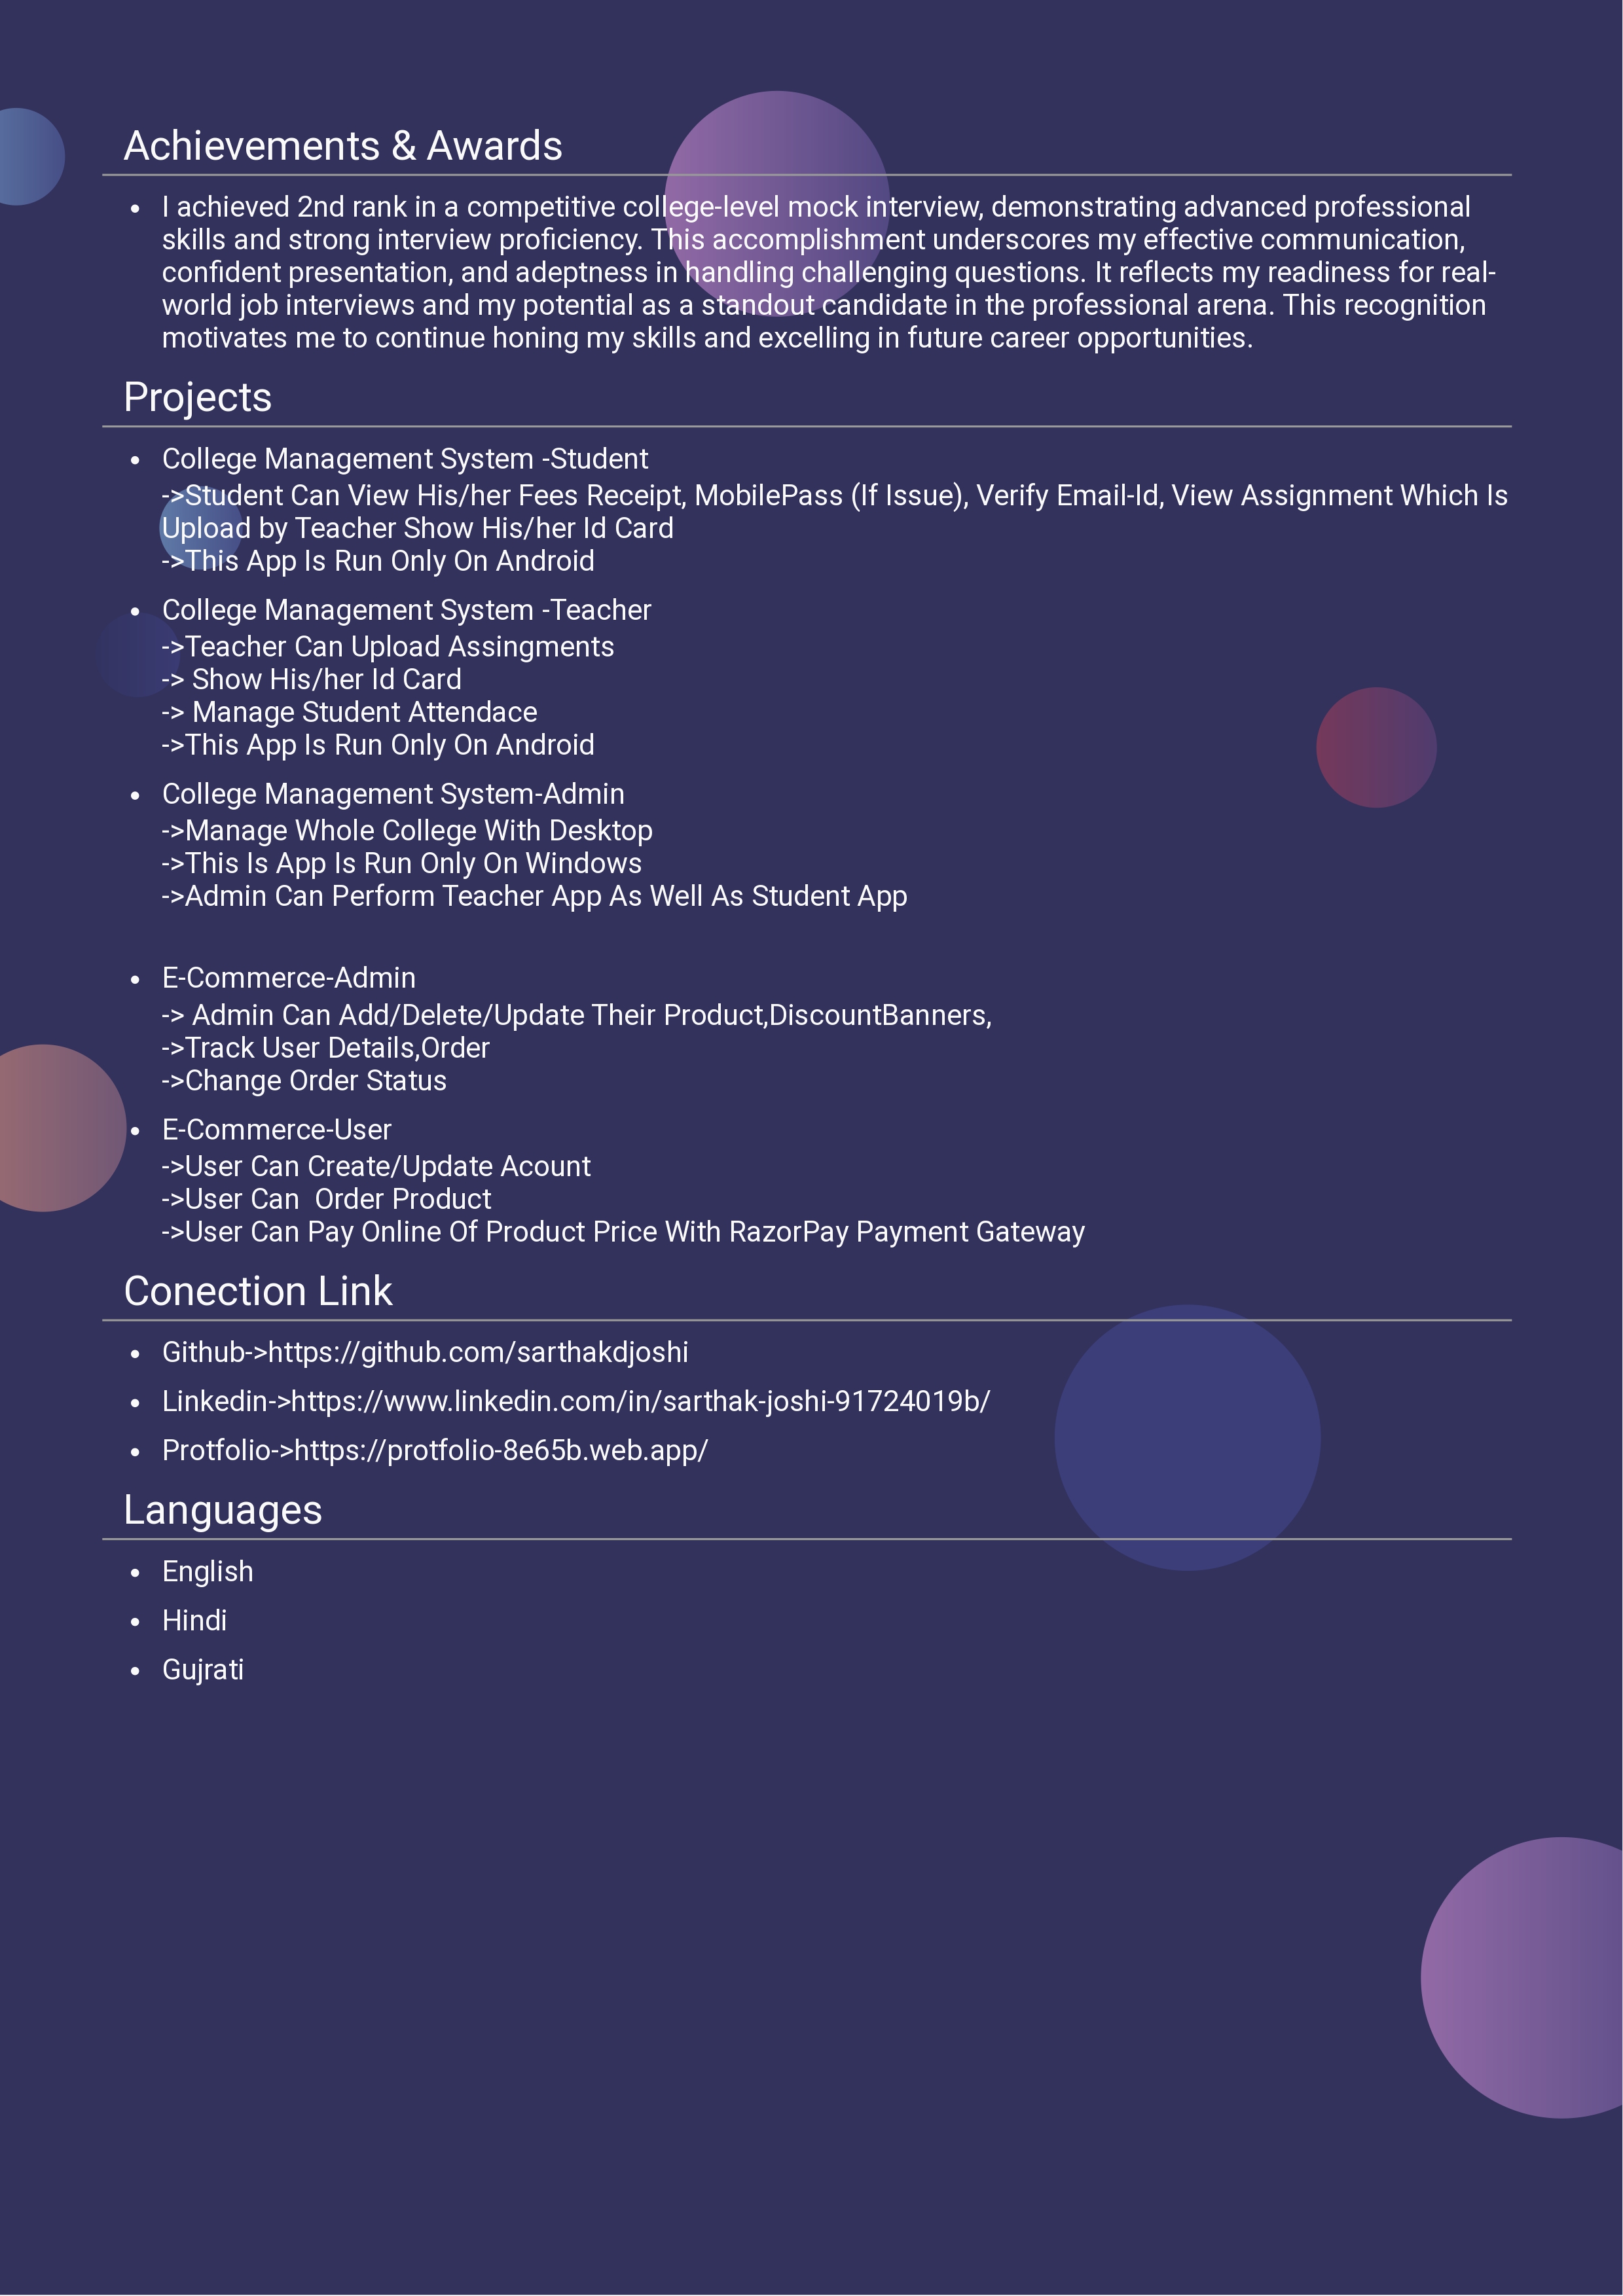 Achievements & Awards
• I achieved 2nd rank in a competitive college-level mock interview, demonstrating advanced professional
skills and strong interview proficiency. This accomplishment underscores my effective communication,
confident presentation, and adeptness in handling challenging questions. It reflects my readiness for real-
world job interviews and my potential as a standout candidate in the professional arena. This recognition
motivates me to continue honing my skills and excelling in future career opportunities.
Projects
• College Management System -Student
->Student Can View His/her Fees Receipt, MobilePass (If Issue), Verify Email-Id, View Assignment Which Is
Upload by Teacher Show His/her Id Card
->This App Is Run Only On Android
• College Management System -Teacher
->Teacher Can Upload Assingments
-> Show His/her Id Card
-> Manage Student Attendace
->This App Is Run Only On Android
• College Management System-Admin
->Manage Whole College With Desktop
->This Is App Is Run Only On Windows
->Admin Can Perform Teacher App As Well As Student App
• E-Commerce-Admin
-> Admin Can Add/Delete/Update Their Product,DiscountBanners,
->Track User Details,Order
->Change Order Status
• E-Commerce-User
->User Can Create/Update Acount
->User Can  Order Product
->User Can Pay Online Of Product Price With RazorPay Payment Gateway
Conection Link
• Github->https://github.com/sarthakdjoshi
• Linkedin->https://www.linkedin.com/in/sarthak-joshi-91724019b/
• Protfolio->https://protfolio-8e65b.web.app/
Languages
• English
• Hindi
• Gujrati